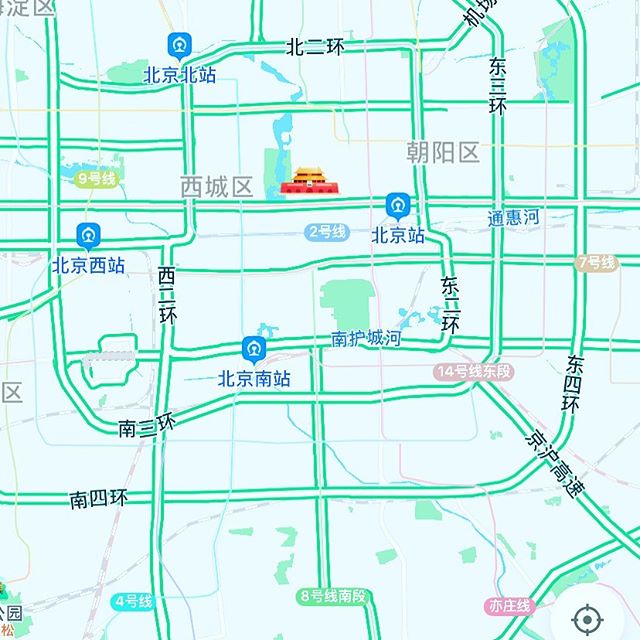 海淀区
机场
北二环
北京北站
东三环
朝阳区
9号线
西城区
通惠河
2号线
北京站
北京西站
7号线
西二环
东二环
南护城河
北京南站
14号线东段
东四环
区
南三环
京沪高速
南四环
4号线
8号线南段
亦庄线
公园
松